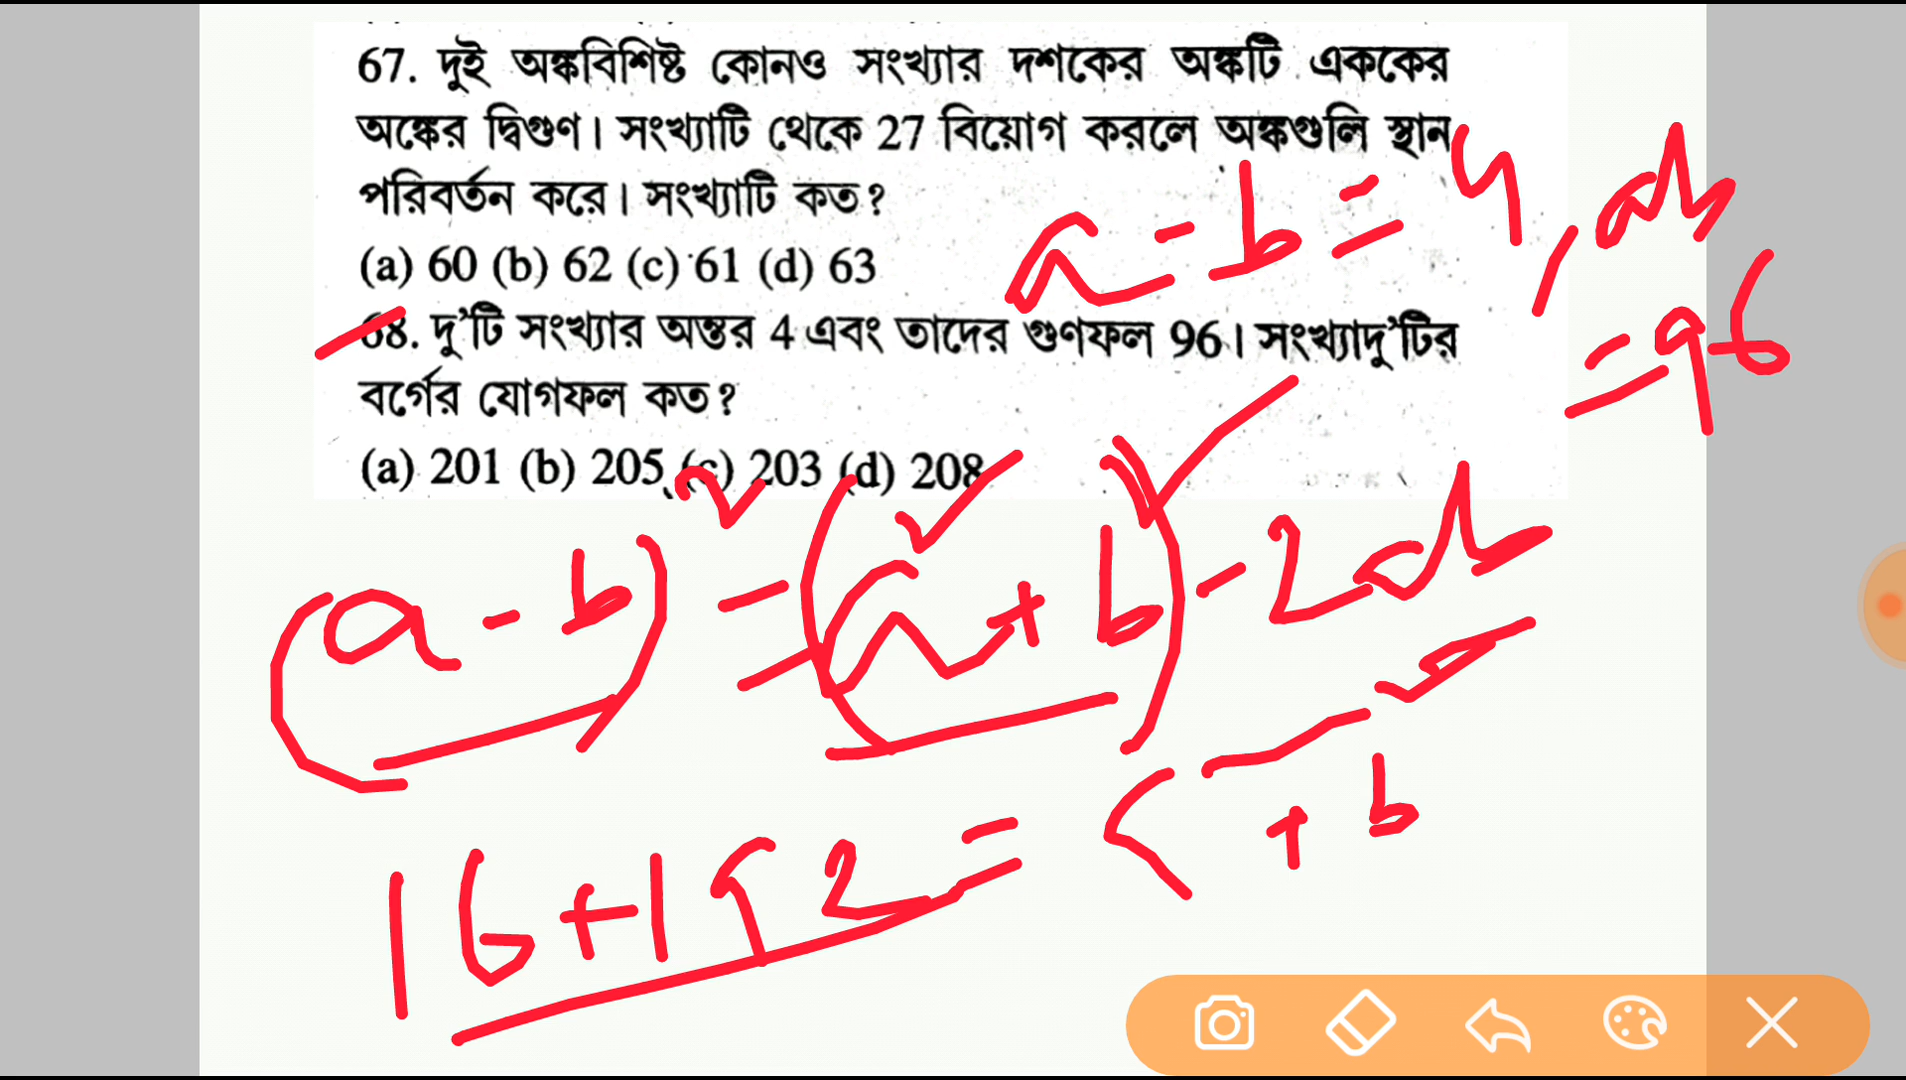 67. দুই অঙ্কবিশিষ্ট কোনও সংখ্যার দশকের অঙ্কটি এককের
অঙ্কের দ্বিগুণ। সংখ্যাটি থেকে 27 বিয়োগ করলে অঙ্কগুলি স্থান
পরিবর্তন করে। সংখ্যাটি কত?
(a) 60 (b) 62 (c) 61 (d) 63
a - b = 4, ab
= 96
68. দু'টি সংখ্যার অন্তর 4 এবং তাদের গুণফল 96। সংখ্যাদু'টির
বর্গের যোগফল কত?
(a) 201 (b) 205 (c) 203 (d) 208
(a - b)² = (a² + b²) - 2ab
16 + 192 = ( + b